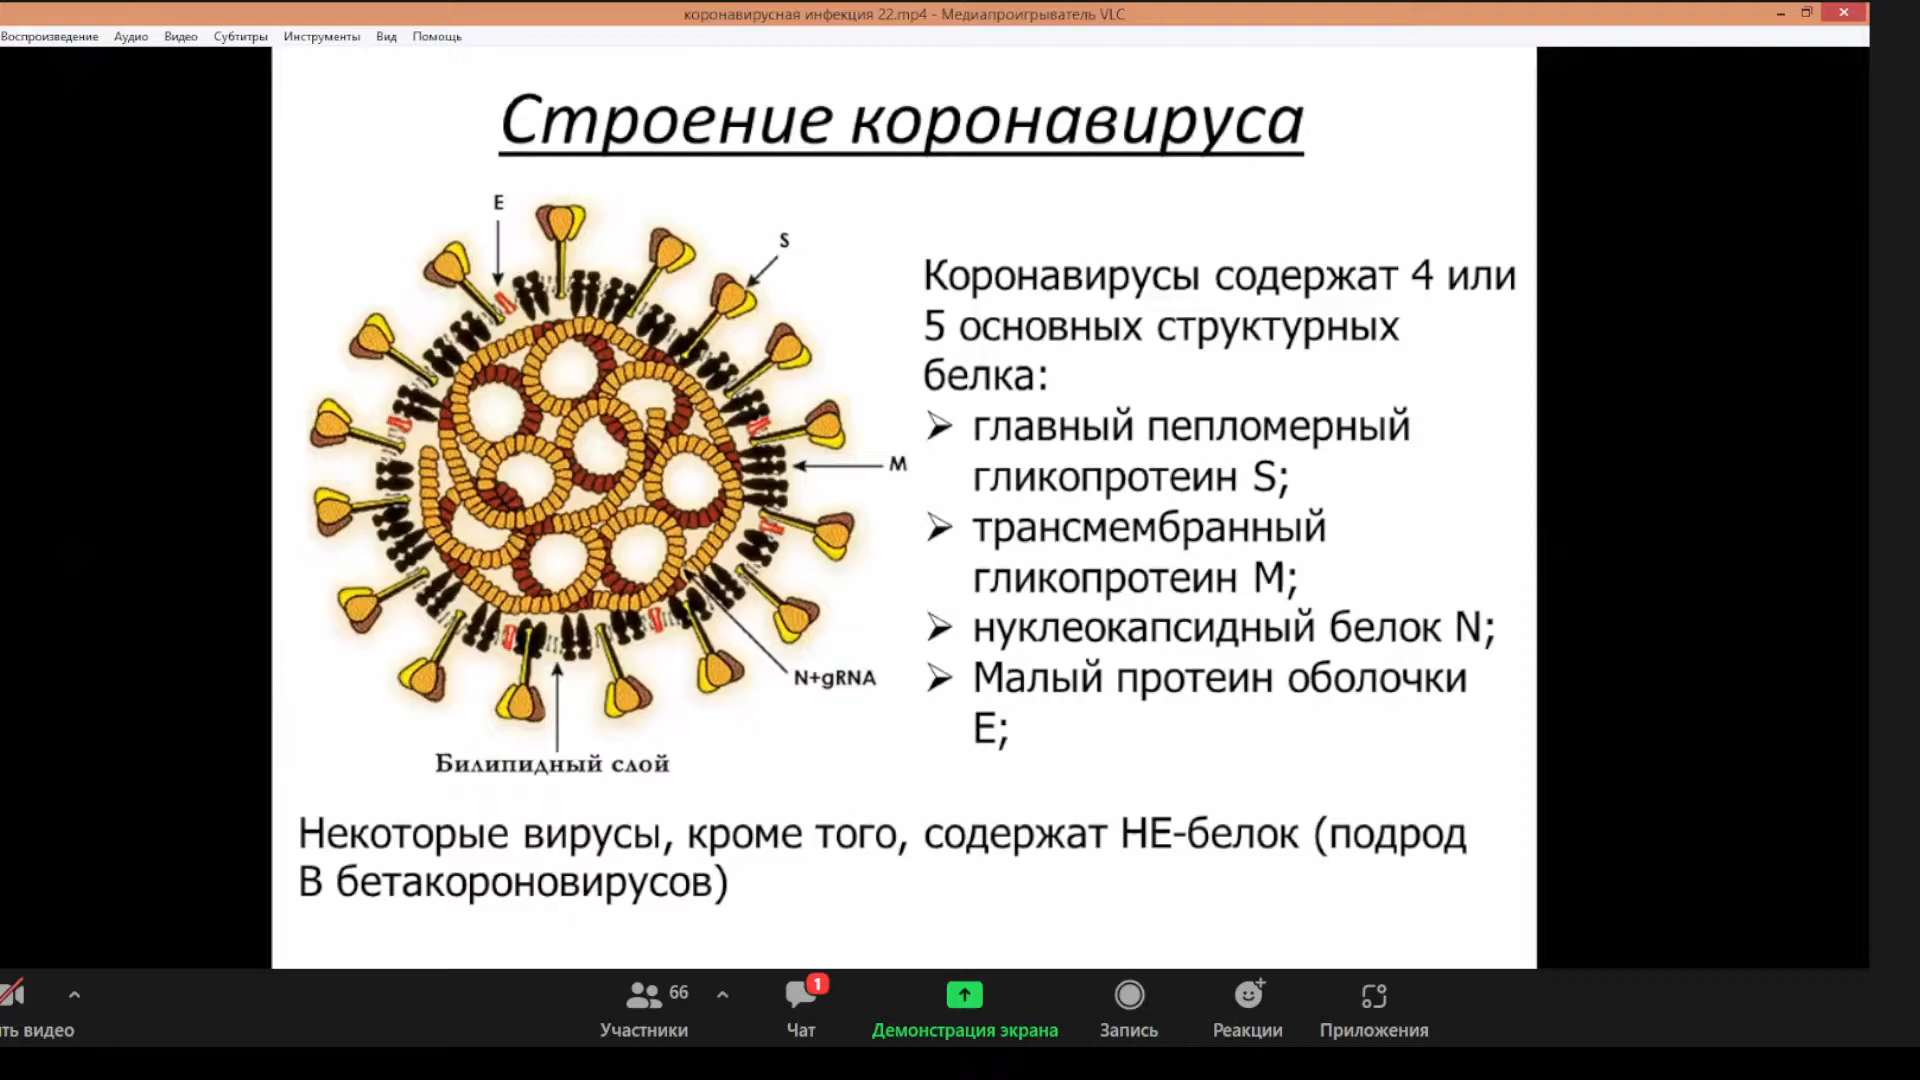 коронавирусная инфекция 22.mp4 - Медиапроигрыватель VLC
Воспроизведение Аудио Видео Субтитры Инструменты Вид Помощь
Строение коронавируса
E
S
M
N+gRNA
Билипидный слой
Коронавирусы содержат 4 или
5 основных структурных
белка:
главный пепломерный
гликопротеин S;
трансмембранный
гликопротеин M;
нуклеокапсидный белок N;
Малый протеин оболочки
E;
Некоторые вирусы, кроме того, содержат НЕ-белок (подрод
В бетакороновирусов)
66
1
ть видео
Участники
Чат
Демонстрация экрана
Запись
Реакции
Приложения